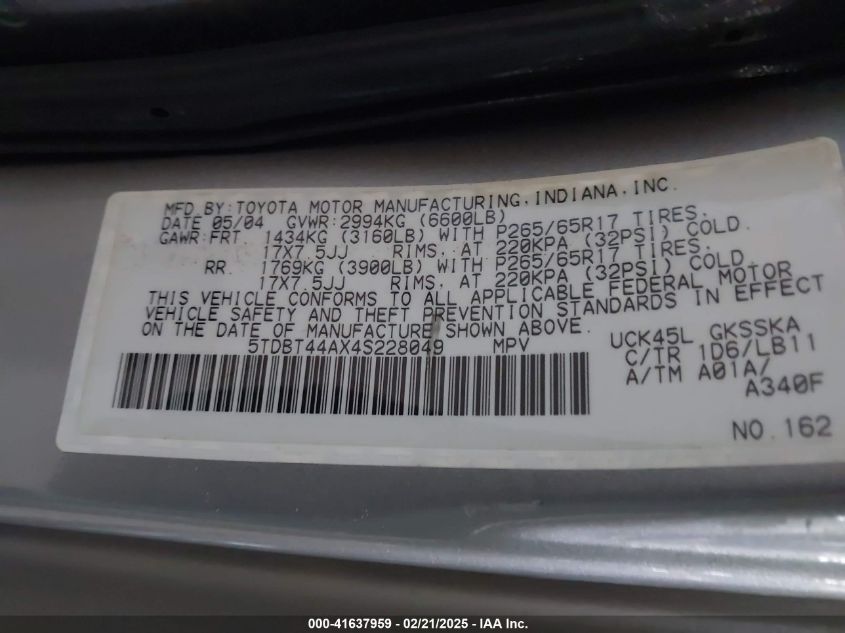 MFD. BY: TOYOTA MOTOR MANUFACTURING, INDIANA, INC.
DATE 05/04 GVWR: 2994KG (6600LB)
GAWR: FRT. 1434KG (3160LB) WITH P265/65R17 TIRES.
17X7.5JJ RIMS, AT 220KPA (32PSI) COLD.
RR. 1769KG (3900LB) WITH P265/65R17 TIRES.
17X7.5JJ RIMS, AT 220KPA (32PSI) COLD.
THIS VEHICLE CONFORMS TO ALL APPLICABLE FEDERAL MOTOR
VEHICLE SAFETY AND THEFT PREVENTION STANDARDS IN EFFECT
ON THE DATE OF MANUFACTURE SHOWN ABOVE.
5TDBT44AX4S228049 MPV
UCK45L GKSSKA
C/TR 1D6/LB11
A/TM A01A/
A340F
NO.162
000-41637959 - 02/21/2025 - IAA Inc.